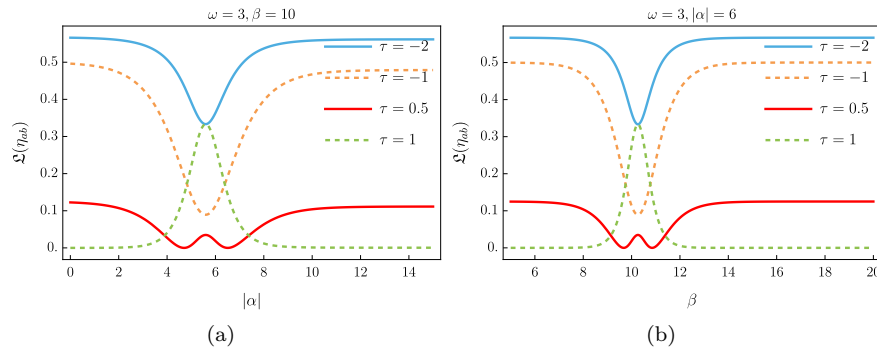 ω = 3, β = 10
𝔏(η_ab)
0.5
0.4
0.3
0.2
0.1
0.
τ = −2
τ = −1
τ = 0.5
τ = 1
0 2 4 6 8 10 12 14
|α|
(a)
ω = 3, |α| = 6
𝔏(η_ab)
0.5
0.4
0.3
0.2
0.1
0.
τ = −2
τ = −1
τ = 0.5
τ = 1
6 8 10 12 14 16 18 20
β
(b)